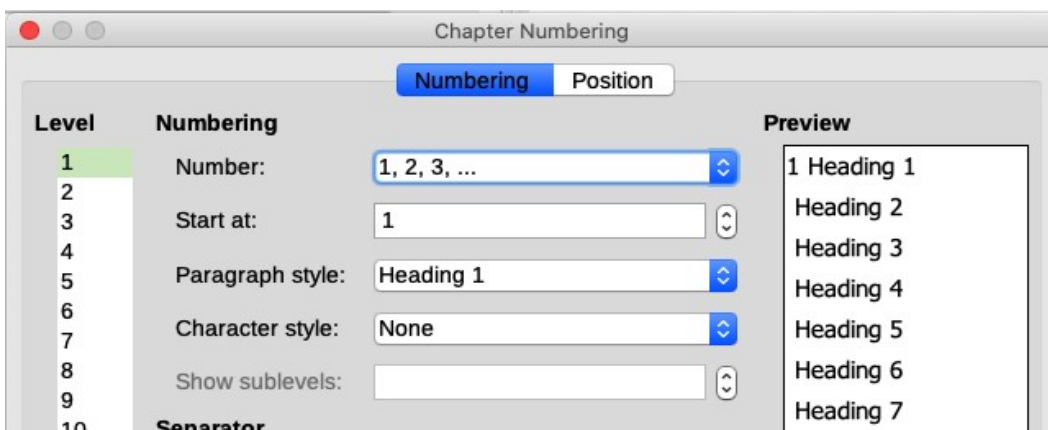 Chapter Numbering
Numbering Position
Level
1
2
3
4
5
6
7
8
9
10
Numbering
Number: 1, 2, 3, ...
Start at: 1
Paragraph style: Heading 1
Character style: None
Show sublevels:
Separator
Preview
1 Heading 1
Heading 2
Heading 3
Heading 4
Heading 5
Heading 6
Heading 7